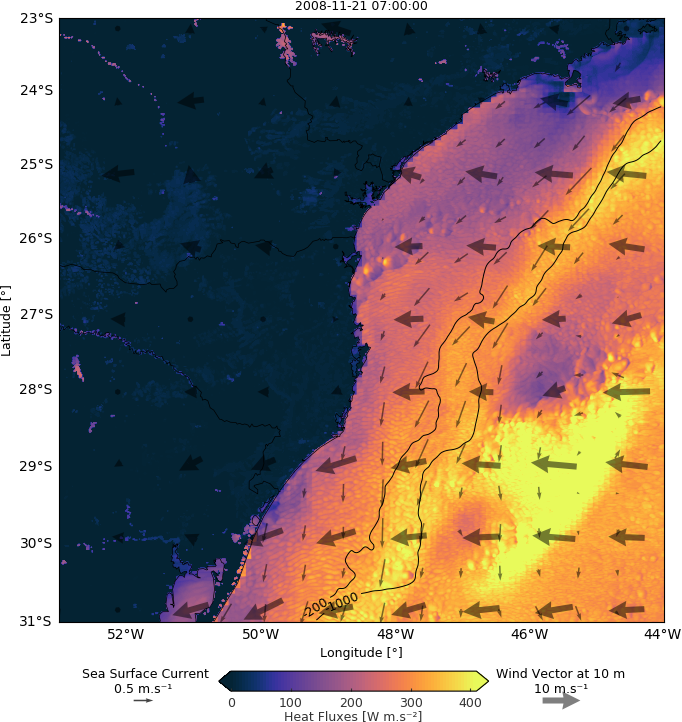 2008-11-21 07:00:00
23°S
24°S
25°S
26°S
27°S
28°S
29°S
30°S
31°S
Latitude [°]
-200
-1000
52°W 50°W 48°W 46°W 44°W
Longitude [°]
Sea Surface Current
0.5 m.s⁻¹
Wind Vector at 10 m
10 m.s⁻¹
0 100 200 300 400
Heat Fluxes [W m.s⁻²]